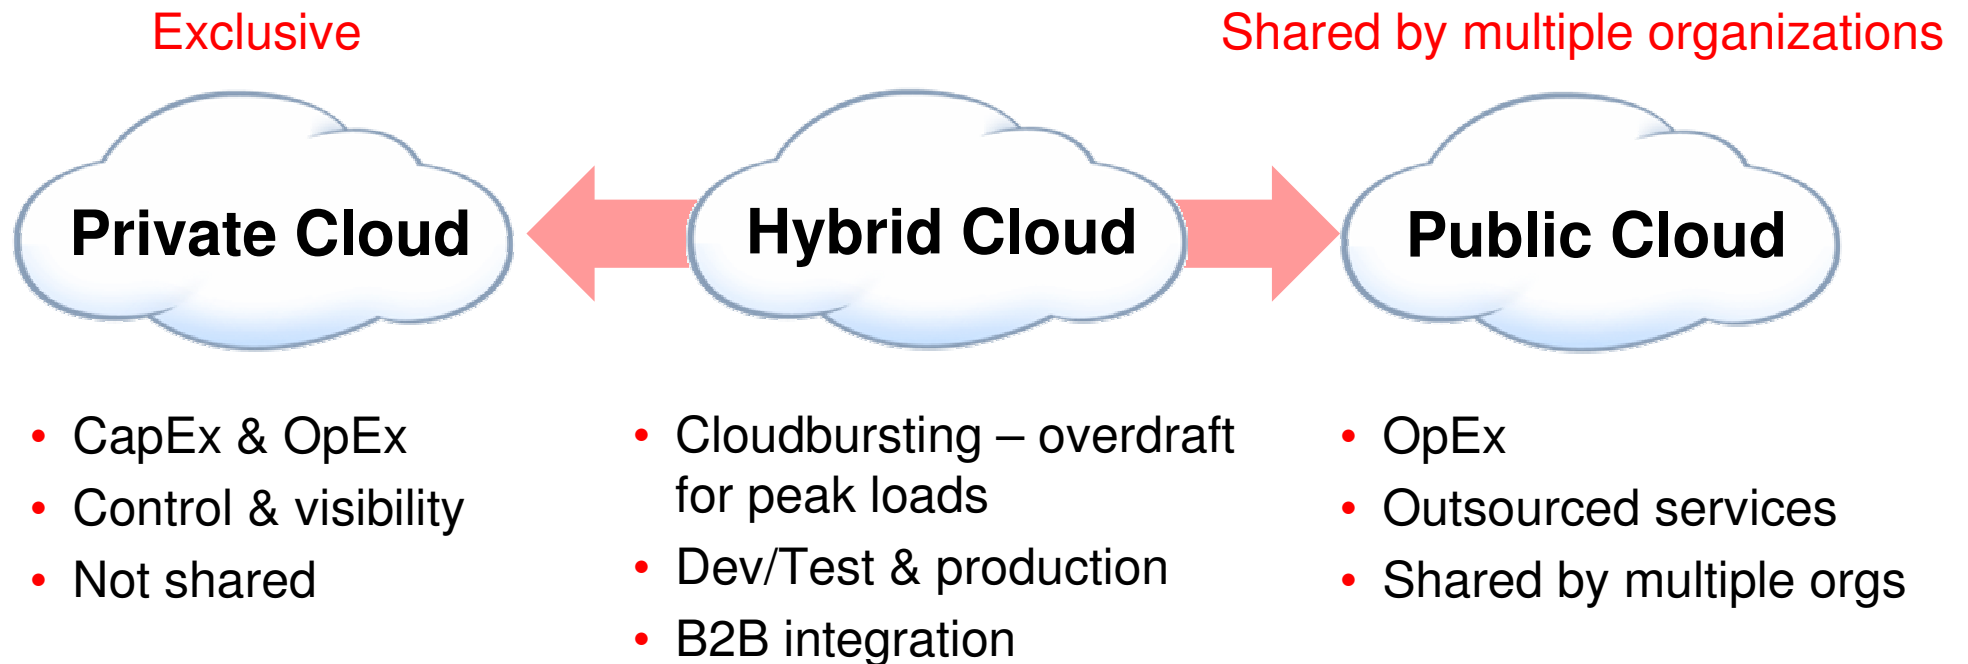 Exclusive
Shared by multiple organizations
Private Cloud
Hybrid Cloud
Public Cloud
• CapEx & OpEx
• Control & visibility
• Not shared
• Cloudbursting – overdraft
for peak loads
• Dev/Test & production
• B2B integration
• OpEx
• Outsourced services
• Shared by multiple orgs